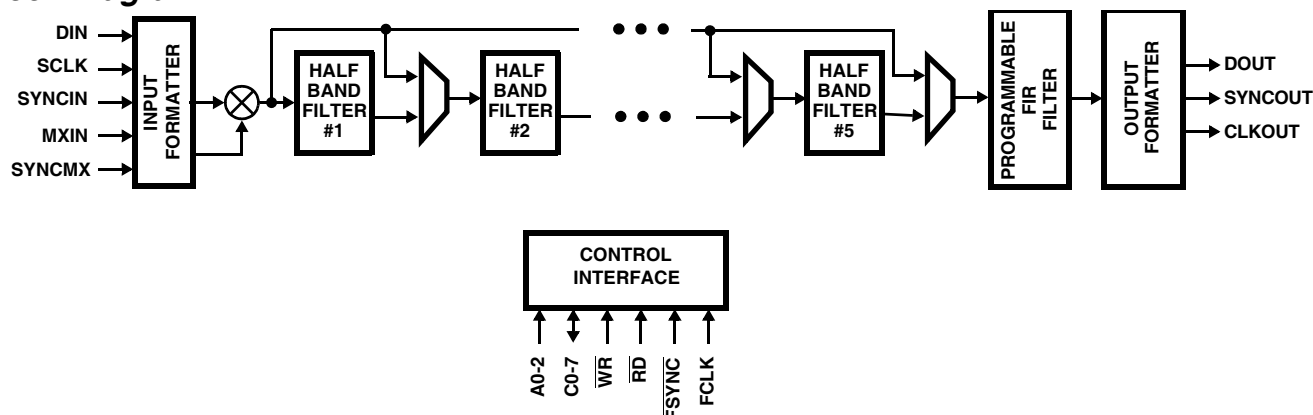 DIN
SCLK
SYNCIN
MXIN
SYNCMX
INPUT
FORMATTER
HALF
BAND
FILTER
#1
HALF
BAND
FILTER
#2
HALF
BAND
FILTER
#5
PROGRAMMABLE
FIR
FILTER
OUTPUT
FORMATTER
DOUT
SYNCOUT
CLKOUT
CONTROL
INTERFACE
A0-2
C0-7
WR
RD
FSYNC
FCLK